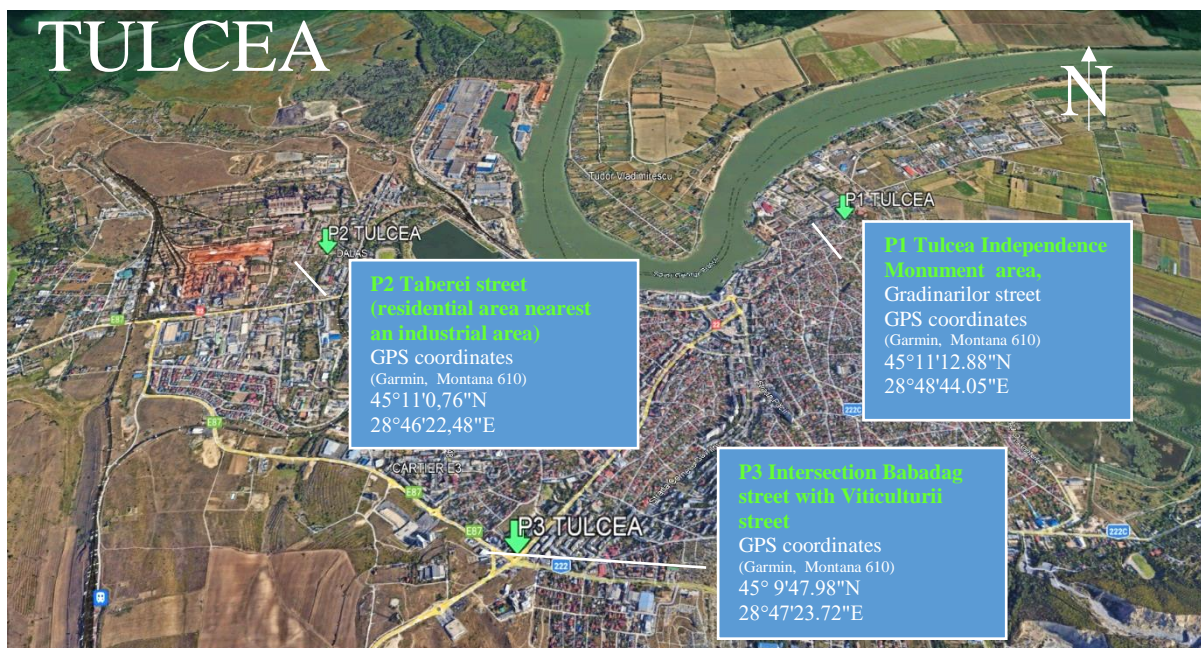 TULCEA
N
Tudor Vladimirescu
P1 TULCEA
P2 TULCEA
DALAS
P1 Tulcea Independence
Monument area,
Gradinarilor street
GPS coordinates
(Garmin, Montana 610)
45°11'12.88"N
28°48'44.05"E
P2 Taberei street
(residential area nearest
an industrial area)
GPS coordinates
(Garmin, Montana 610)
45°11'0,76"N
28°46'22,48"E
E87
22
22
222C
E87
CARTIER E3
E87
E87
P3 TULCEA
222
222C
P3 Intersection Babadag
street with Viticulturii
street
GPS coordinates
(Garmin, Montana 610)
45° 9'47.98"N
28°47'23.72"E